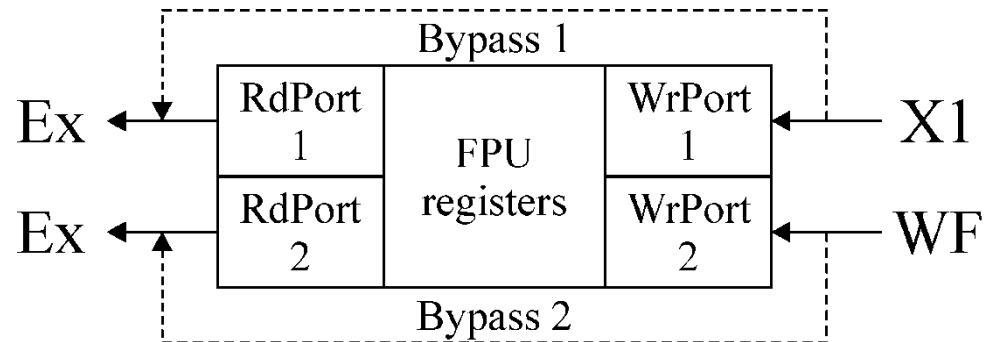 Bypass 1
Ex
RdPort
1
FPU
registers
WrPort
1
X1
Ex
RdPort
2
WrPort
2
WF
Bypass 2